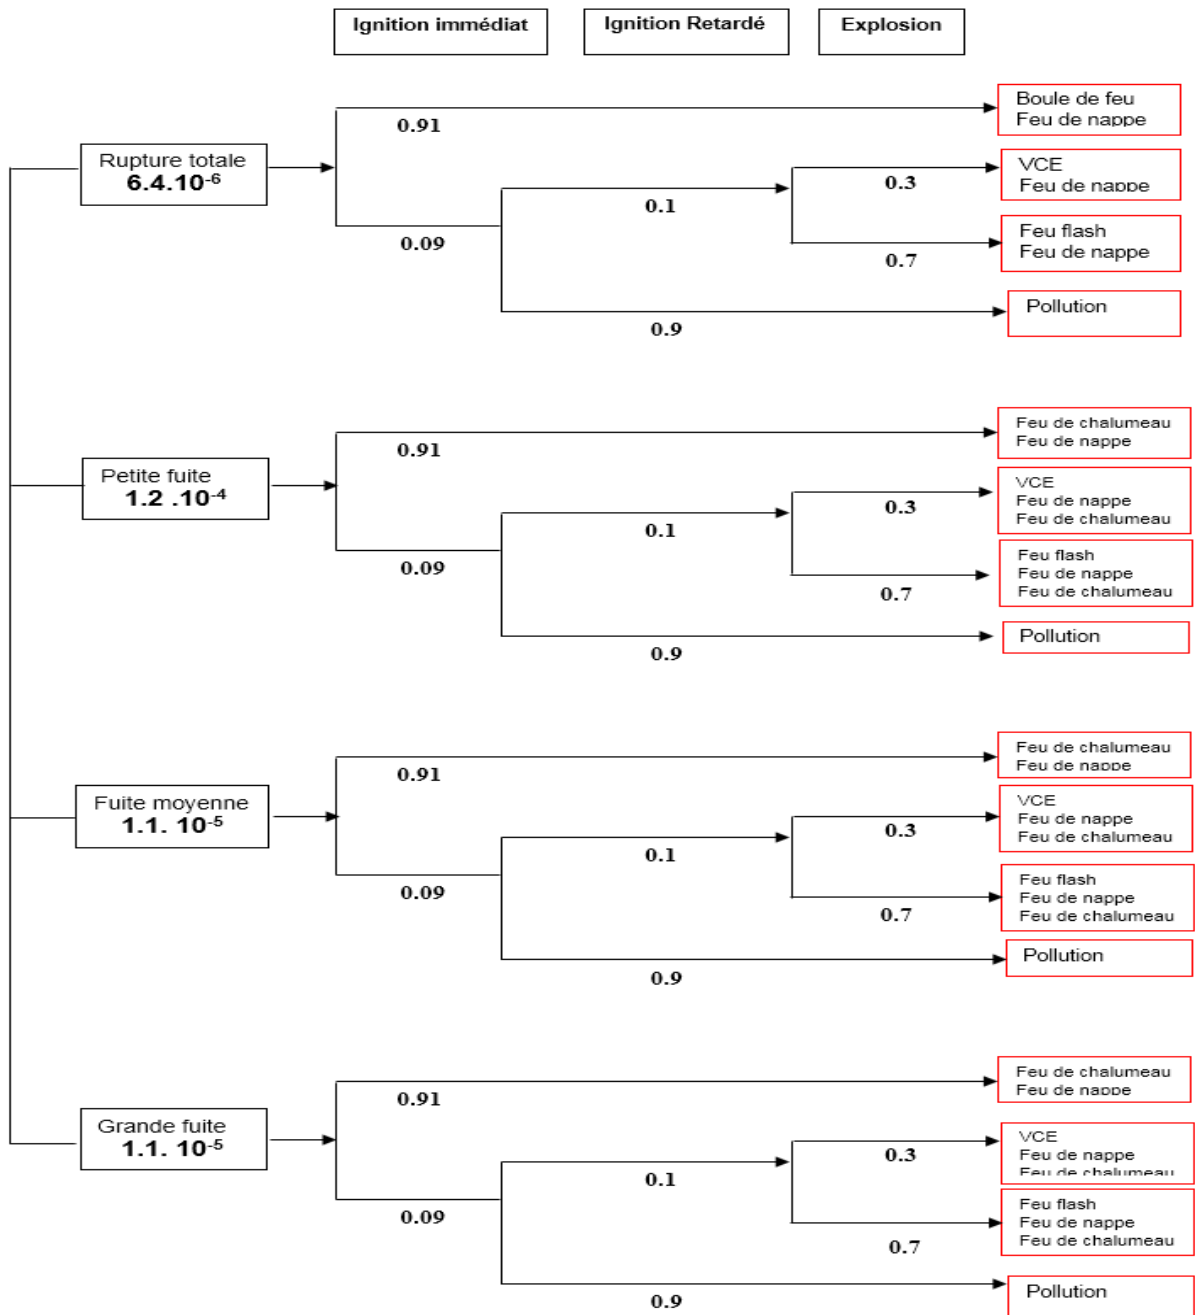 Ignition immédiat
Ignition Retardé
Explosion
Rupture totale
6.4.10⁻⁶
0.91
Boule de feu
Feu de nappe
0.09
0.1
0.3
VCE
Feu de nappe
0.7
Feu flash
Feu de nappe
0.9
Pollution
Petite fuite
1.2 .10⁻⁴
0.91
Feu de chalumeau
Feu de nappe
0.09
0.1
0.3
VCE
Feu de nappe
Feu de chalumeau
0.7
Feu flash
Feu de nappe
Feu de chalumeau
0.9
Pollution
Fuite moyenne
1.1. 10⁻⁵
0.91
Feu de chalumeau
Feu de nappe
0.09
0.1
0.3
VCE
Feu de nappe
Feu de chalumeau
0.7
Feu flash
Feu de nappe
Feu de chalumeau
0.9
Pollution
Grande fuite
1.1. 10⁻⁵
0.91
Feu de chalumeau
Feu de nappe
0.09
0.1
0.3
VCE
Feu de nappe
Feu de chalumeau
0.7
Feu flash
Feu de nappe
Feu de chalumeau
0.9
Pollution